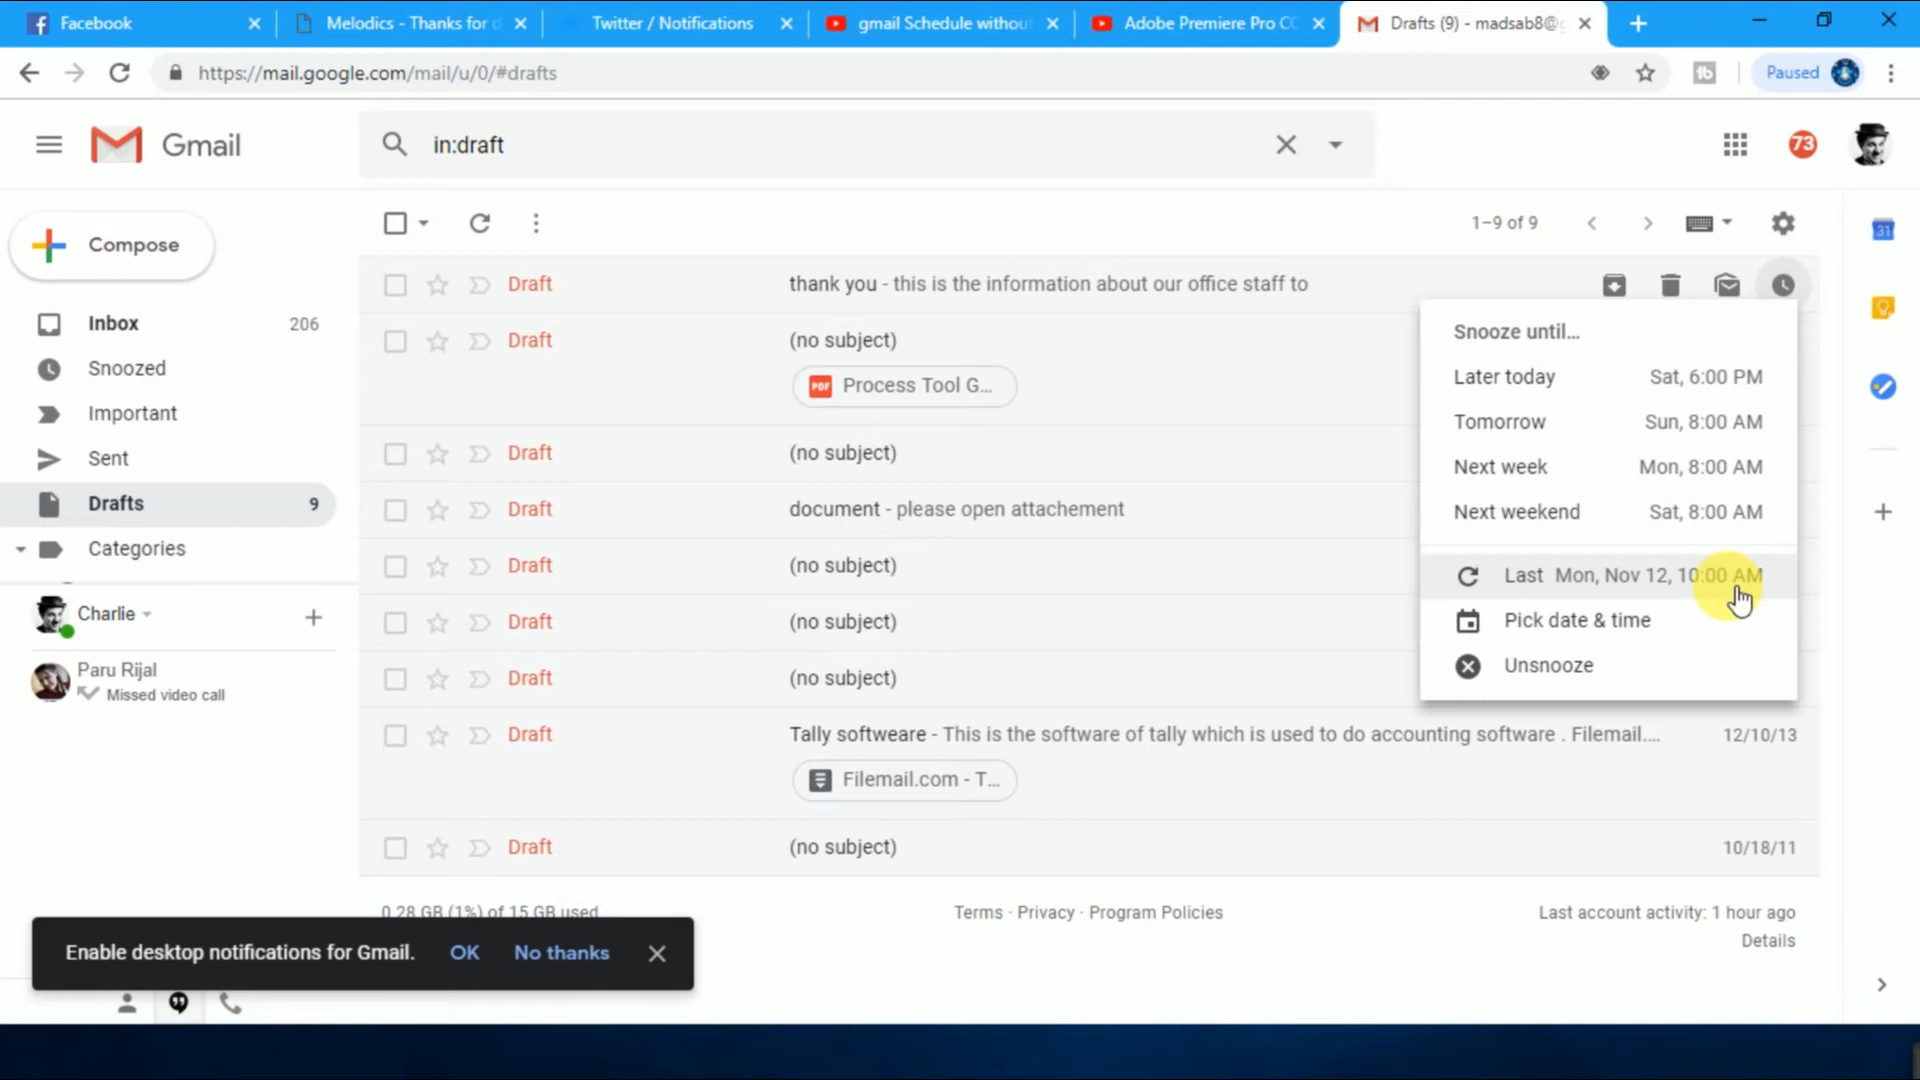 Facebook
Melodics - Thanks for d
Twitter / Notifications
gmail Schedule withou
Adobe Premiere Pro CC
Drafts (9) - madsab8@g
https://mail.google.com/mail/u/0/#drafts
Paused
Gmail
in:draft
73
Compose
1–9 of 9
31
Inbox 206
Snoozed
Important
Sent
Drafts 9
Categories
Charlie
Paru Rijal
Missed video call
Draft thank you - this is the information about our office staff to
Draft (no subject)
PDF Process Tool G...
Draft (no subject)
Draft document - please open attachement
Draft (no subject)
Draft (no subject)
Draft (no subject)
Draft Tally softweare - This is the software of tally which is used to do accounting software . Filemail.... 12/10/13
Filemail.com - T...
Draft (no subject) 10/18/11
Snooze until...
Later today Sat, 6:00 PM
Tomorrow Sun, 8:00 AM
Next week Mon, 8:00 AM
Next weekend Sat, 8:00 AM
Last Mon, Nov 12, 10:00 AM
Pick date & time
Unsnooze
0.28 GB (1%) of 15 GB used
Terms · Privacy · Program Policies
Last account activity: 1 hour ago
Details
Enable desktop notifications for Gmail. OK No thanks